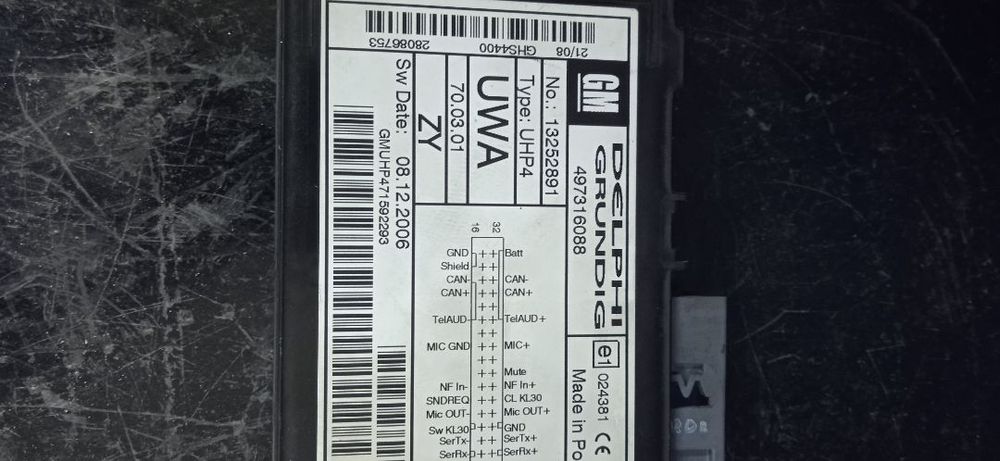 21/08 GHS4400 28086753
GM
DELPHI
GRUNDIG
No.: 13252891
497316088
Type: UHP4
UWA
70.03.01
ZY
Sw Date: 08.12.2006
GMUHP471592293
e1 024381 CE
Made in Po
16 32
GND ++ Batt
Shield ++
CAN- ++ CAN-
CAN+ ++ CAN+
++
TelAUD- ++ TelAUD+
++
MIC GND ++ MIC+
++
++ Mute
NF In- ++ NF In+
SNDREQ ++ CL KL30
Mic OUT- ++ Mic OUT+
Sw KL30 ++ GND
SerTx- ++ SerTx+
SerRx- ++ SerRx+